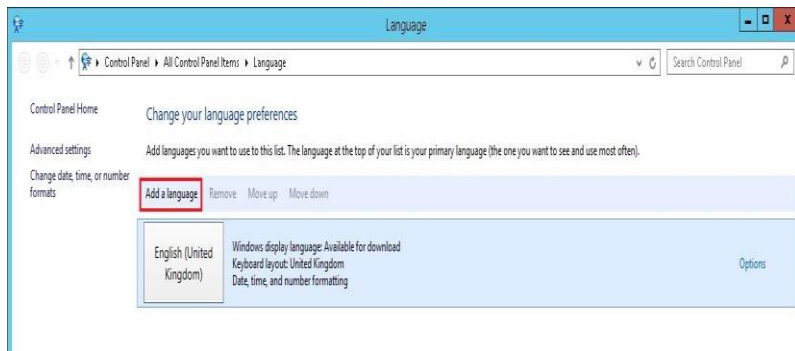 Language
Control Panel ▸ All Control Panel Items ▸ Language
Search Control Panel
Control Panel Home
Change your language preferences
Advanced settings
Add languages you want to use to this list. The language at the top of your list is your primary language (the one you want to see and use most often).
Change date, time, or number
formats
Add a language Remove Move up Move down
English (United
Kingdom)
Windows display language: Available for download
Keyboard layout: United Kingdom
Date, time, and number formatting
Options